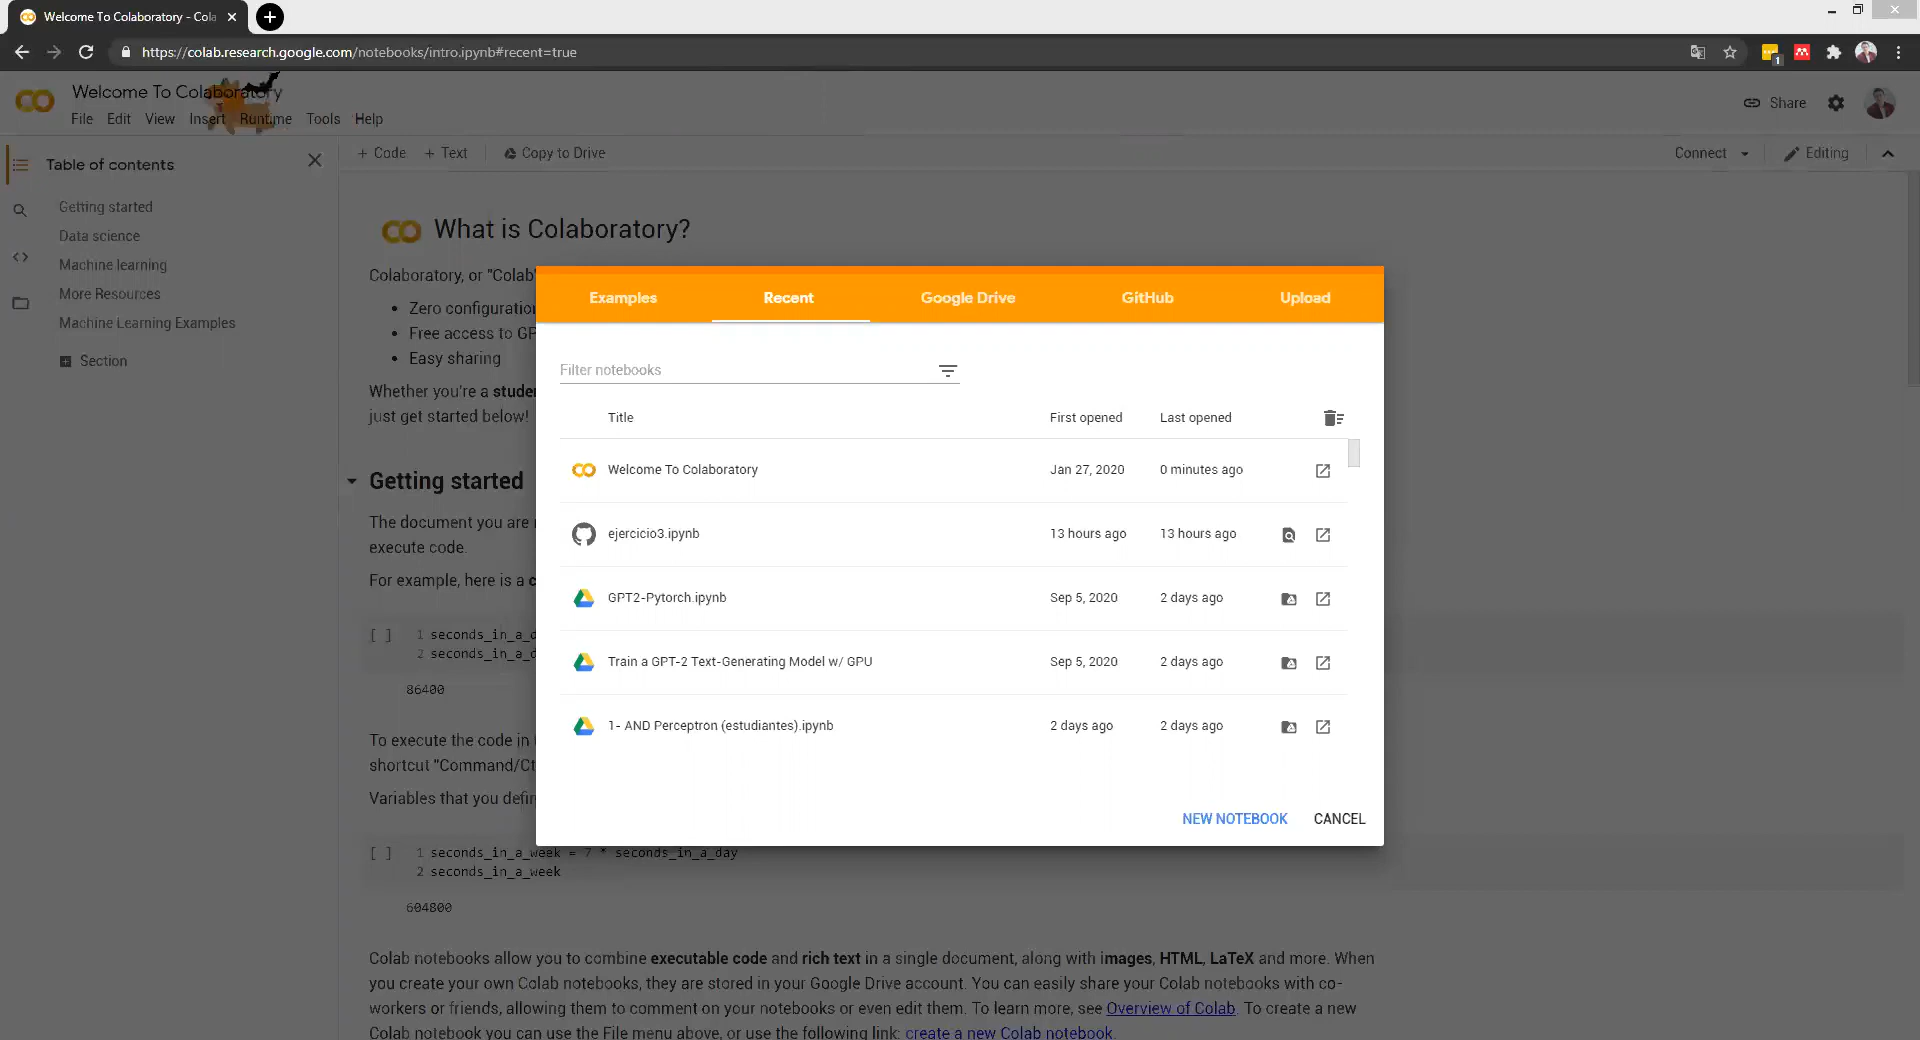 Welcome To Colaboratory - Cola
https://colab.research.google.com/notebooks/intro.ipynb#recent=true
1
Welcome To Colaboratory
File Edit View Insert Runtime Tools Help
Share
Table of contents
+ Code + Text Copy to Drive
Connect Editing
Getting started
Data science
Machine learning
More Resources
Machine Learning Examples
Section
What is Colaboratory?
Colaboratory, or "Colab"
Zero configuration
Free access to GP
Easy sharing
Whether you're a studen
just get started below!
Getting started
The document you are
execute code.
For example, here is a c
[ ] 1 seconds_in_a_d
2 seconds_in_a_d
86400
To execute the code in
shortcut "Command/Ct
Variables that you defin
Examples Recent Google Drive GitHub Upload
Filter notebooks
Title First opened Last opened
Welcome To Colaboratory Jan 27, 2020 0 minutes ago
ejercicio3.ipynb 13 hours ago 13 hours ago
GPT2-Pytorch.ipynb Sep 5, 2020 2 days ago
Train a GPT-2 Text-Generating Model w/ GPU Sep 5, 2020 2 days ago
1- AND Perceptron (estudiantes).ipynb 2 days ago 2 days ago
NEW NOTEBOOK CANCEL
[ ] 1 seconds_in_a_week = 7 * seconds_in_a_day
2 seconds_in_a_week
604800
Colab notebooks allow you to combine executable code and rich text in a single document, along with images, HTML, LaTeX and more. When
you create your own Colab notebooks, they are stored in your Google Drive account. You can easily share your Colab notebooks with co-
workers or friends, allowing them to comment on your notebooks or even edit them. To learn more, see Overview of Colab. To create a new
Colab notebook you can use the File menu above, or use the following link: create a new Colab notebook.